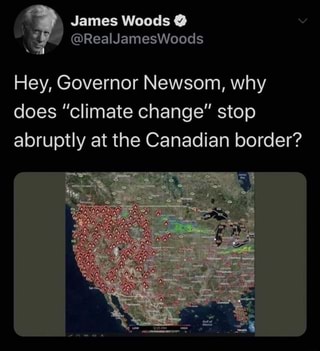 James Woods
@RealJamesWoods
Hey, Governor Newsom, why
does “climate change” stop
abruptly at the Canadian border?